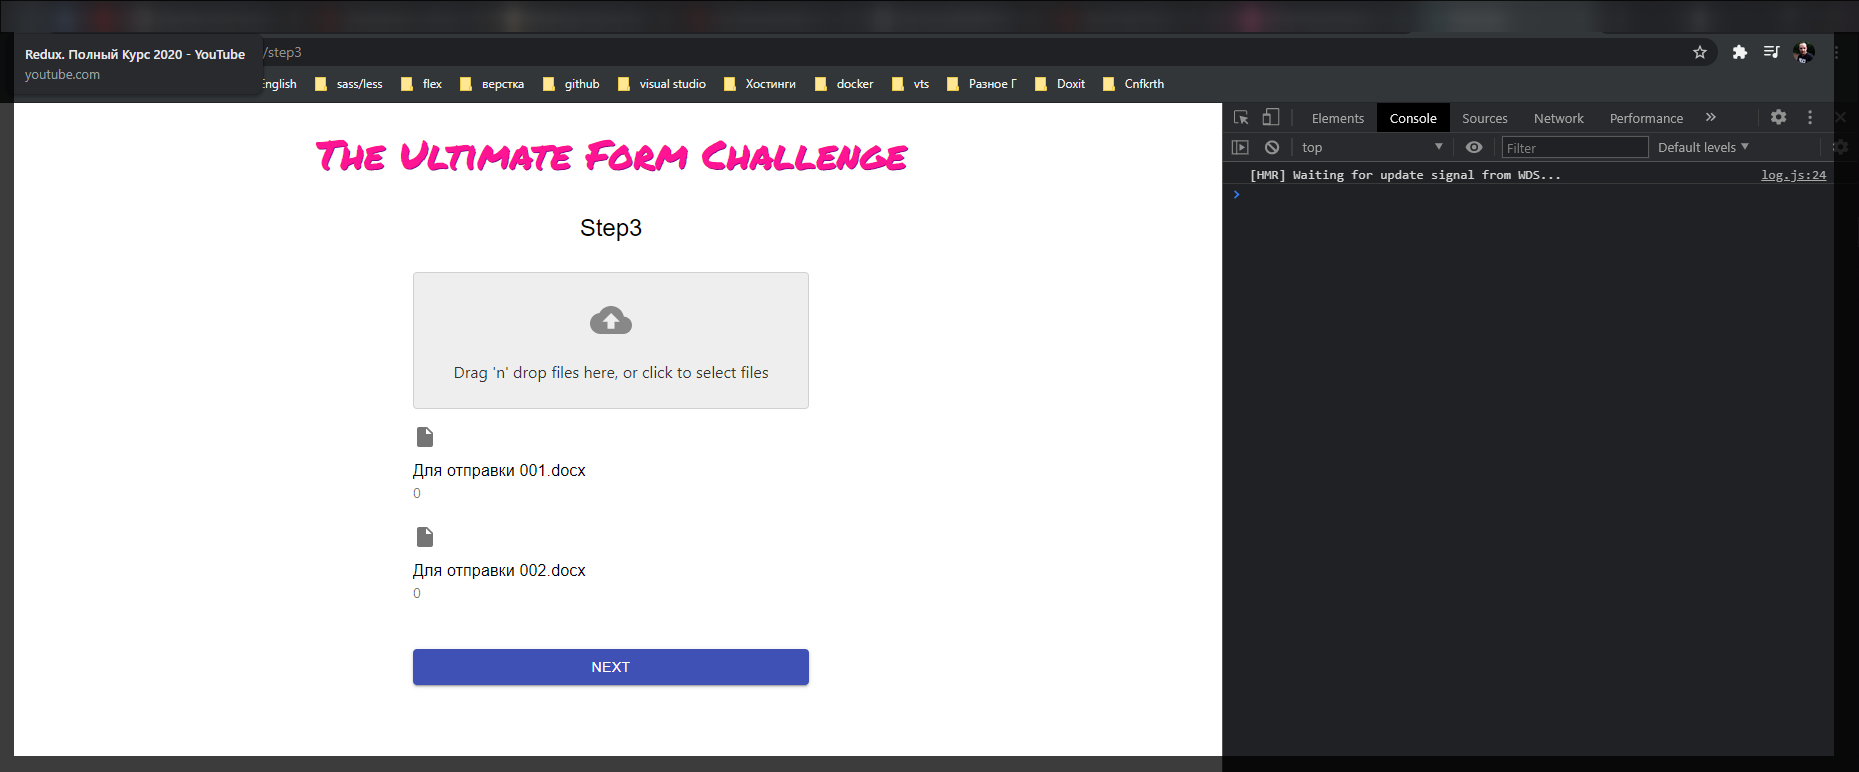 Redux. Полный Курс 2020 - YouTube
youtube.com
/step3
English
sass/less
flex
верстка
github
visual studio
Хостинги
docker
vts
Разное Г
Doxit
Cnfkrth
The Ultimate Form Challenge
Step3
Drag 'n' drop files here, or click to select files
Для отправки 001.docx
0
Для отправки 002.docx
0
NEXT
Elements Console Sources Network Performance »
top Filter Default levels
[HMR] Waiting for update signal from WDS... log.js:24